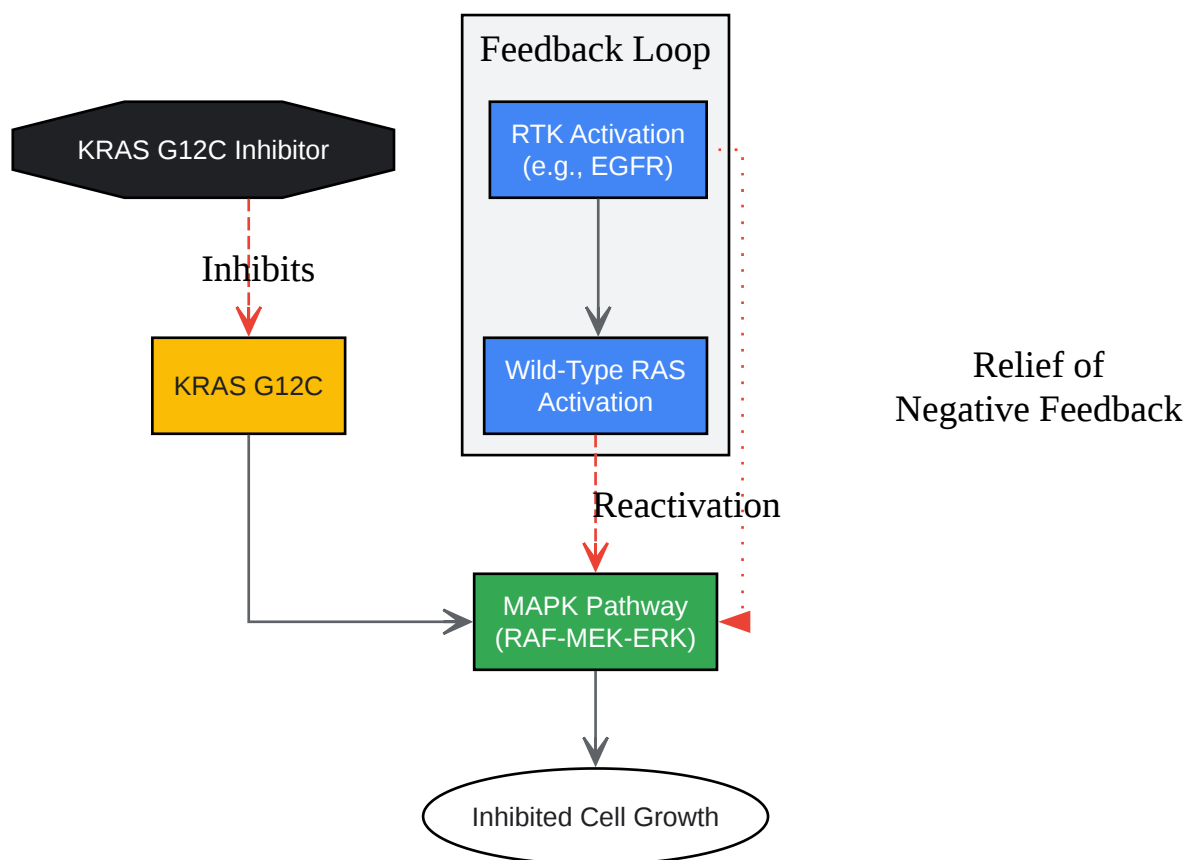 Feedback Loop
KRAS G12C Inhibitor
RTK Activation
(e.g., EGFR)
Inhibits
KRAS G12C
Wild-Type RAS
Activation
Relief of
Negative Feedback
Reactivation
MAPK Pathway
(RAF-MEK-ERK)
Inhibited Cell Growth